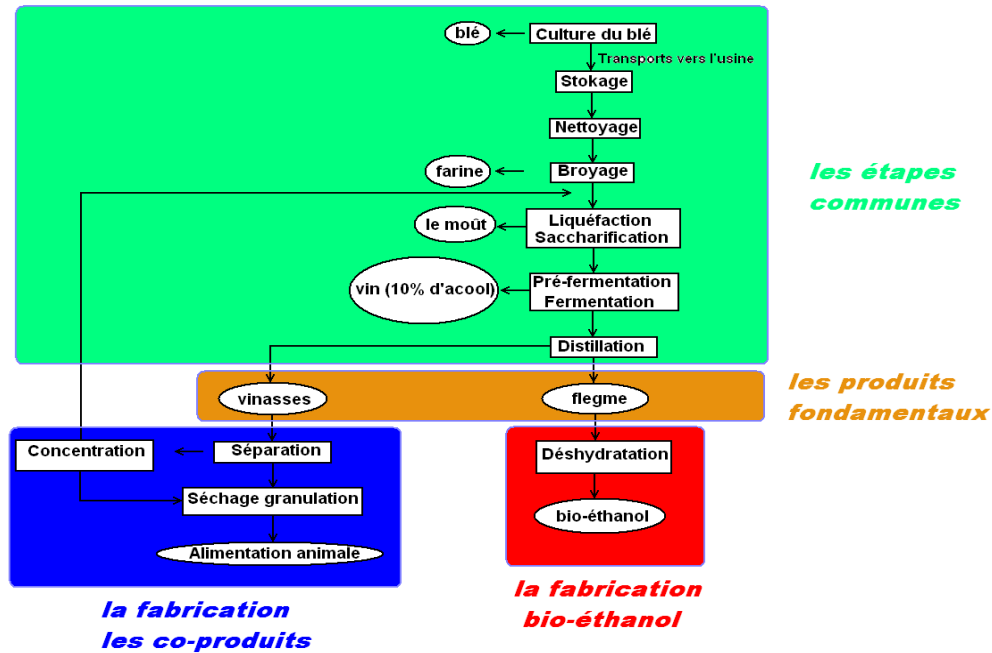 blé
Culture du blé
Transports vers l'usine
Stokage
Nettoyage
farine
Broyage
les étapes
communes
le moût
Liquéfaction
Saccharification
vin (10% d'acool)
Pré-fermentation
Fermentation
Distillation
les produits
fondamentaux
vinasses
flegme
Concentration
Séparation
Déshydratation
Séchage granulation
bio-éthanol
Alimentation animale
la fabrication
bio-éthanol
la fabrication
les co-produits